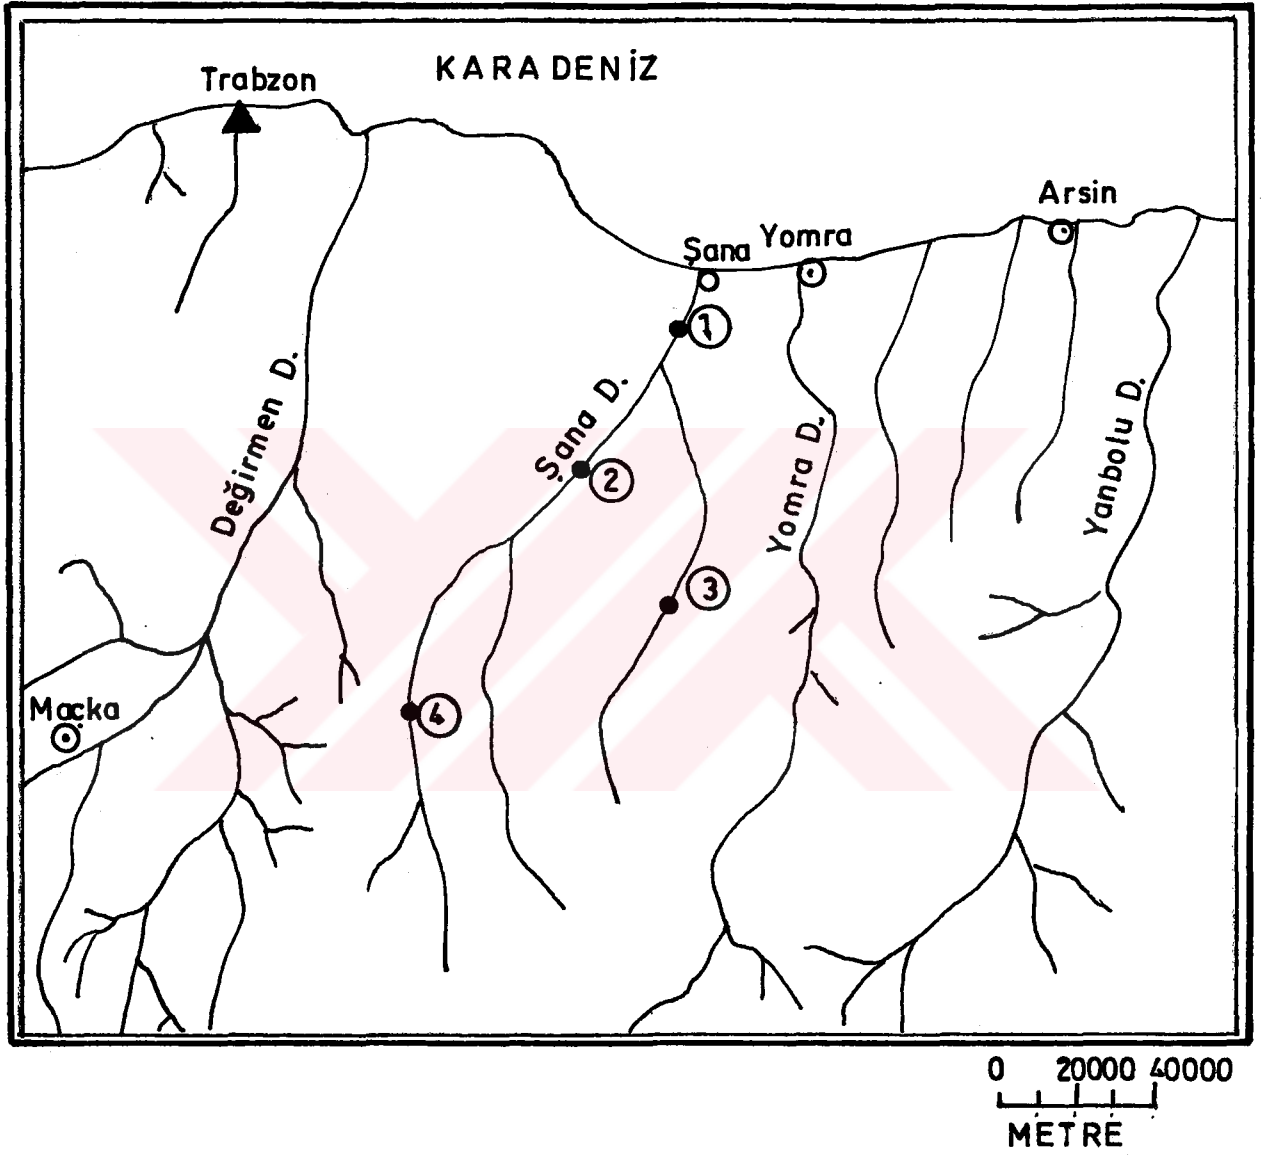 KARADENİZ
Trabzon
Arsin
Şana
Yomra
1
Değirmen D.
Şana D.
2
Yomra D.
Yanbolu D.
3
Maçka
4
0 20000 40000
METRE